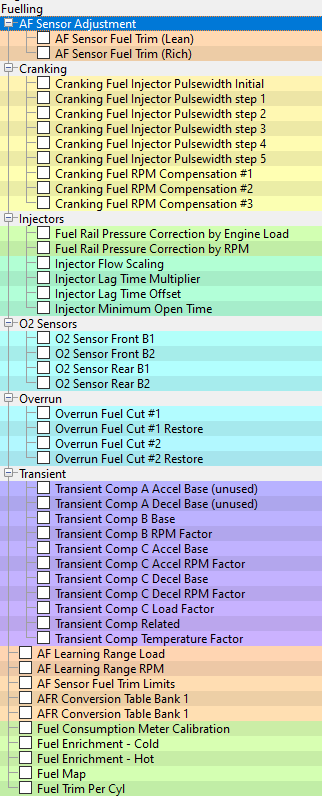 Fuelling
AF Sensor Adjustment
AF Sensor Fuel Trim (Lean)
AF Sensor Fuel Trim (Rich)
Cranking
Cranking Fuel Injector Pulsewidth Initial
Cranking Fuel Injector Pulsewidth step 1
Cranking Fuel Injector Pulsewidth step 2
Cranking Fuel Injector Pulsewidth step 3
Cranking Fuel Injector Pulsewidth step 4
Cranking Fuel Injector Pulsewidth step 5
Cranking Fuel RPM Compensation #1
Cranking Fuel RPM Compensation #2
Cranking Fuel RPM Compensation #3
Injectors
Fuel Rail Pressure Correction by Engine Load
Fuel Rail Pressure Correction by RPM
Injector Flow Scaling
Injector Lag Time Multiplier
Injector Lag Time Offset
Injector Minimum Open Time
O2 Sensors
O2 Sensor Front B1
O2 Sensor Front B2
O2 Sensor Rear B1
O2 Sensor Rear B2
Overrun
Overrun Fuel Cut #1
Overrun Fuel Cut #1 Restore
Overrun Fuel Cut #2
Overrun Fuel Cut #2 Restore
Transient
Transient Comp A Accel Base (unused)
Transient Comp A Decel Base (unused)
Transient Comp B Base
Transient Comp B RPM Factor
Transient Comp C Accel Base
Transient Comp C Accel RPM Factor
Transient Comp C Decel Base
Transient Comp C Decel RPM Factor
Transient Comp C Load Factor
Transient Comp Related
Transient Comp Temperature Factor
AF Learning Range Load
AF Learning Range RPM
AF Sensor Fuel Trim Limits
AFR Conversion Table Bank 1
AFR Conversion Table Bank 1
Fuel Consumption Meter Calibration
Fuel Enrichment - Cold
Fuel Enrichment - Hot
Fuel Map
Fuel Trim Per Cyl